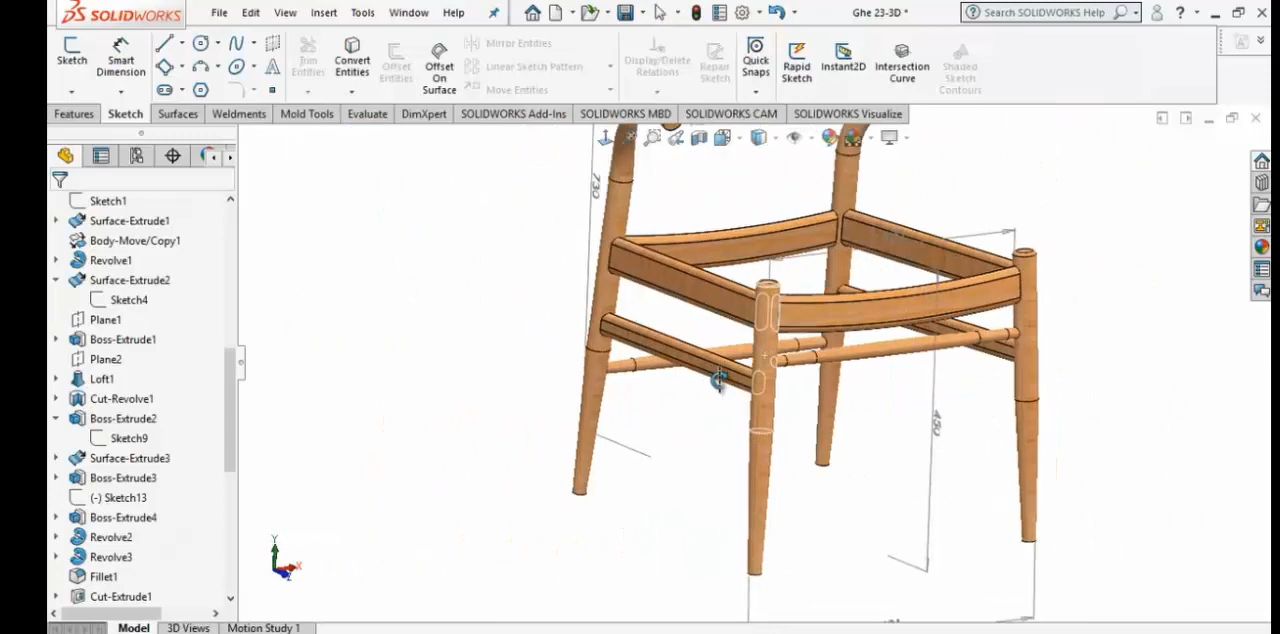 SOLIDWORKS
File Edit View Insert Tools Window Help
Ghe 23-3D *
Search SOLIDWORKS Help
?
Sketch
Smart Dimension
Trim Entities
Convert Entities
Offset Entities
Offset On Surface
Mirror Entities
Linear Sketch Pattern
Move Entities
Display/Delete Relations
Repair Sketch
Quick Snaps
Rapid Sketch
Instant2D
Intersection Curve
Shaded Sketch Contours
Features Sketch Surfaces Weldments Mold Tools Evaluate DimXpert SOLIDWORKS Add-Ins SOLIDWORKS MBD SOLIDWORKS CAM SOLIDWORKS Visualize
Sketch1
Surface-Extrude1
Body-Move/Copy1
Revolve1
Surface-Extrude2
Sketch4
Plane1
Boss-Extrude1
Plane2
Loft1
Cut-Revolve1
Boss-Extrude2
Sketch9
Surface-Extrude3
Boss-Extrude3
(-) Sketch13
Boss-Extrude4
Revolve2
Revolve3
Fillet1
Cut-Extrude1
730
450
Y
X
Z
Model 3D Views Motion Study 1